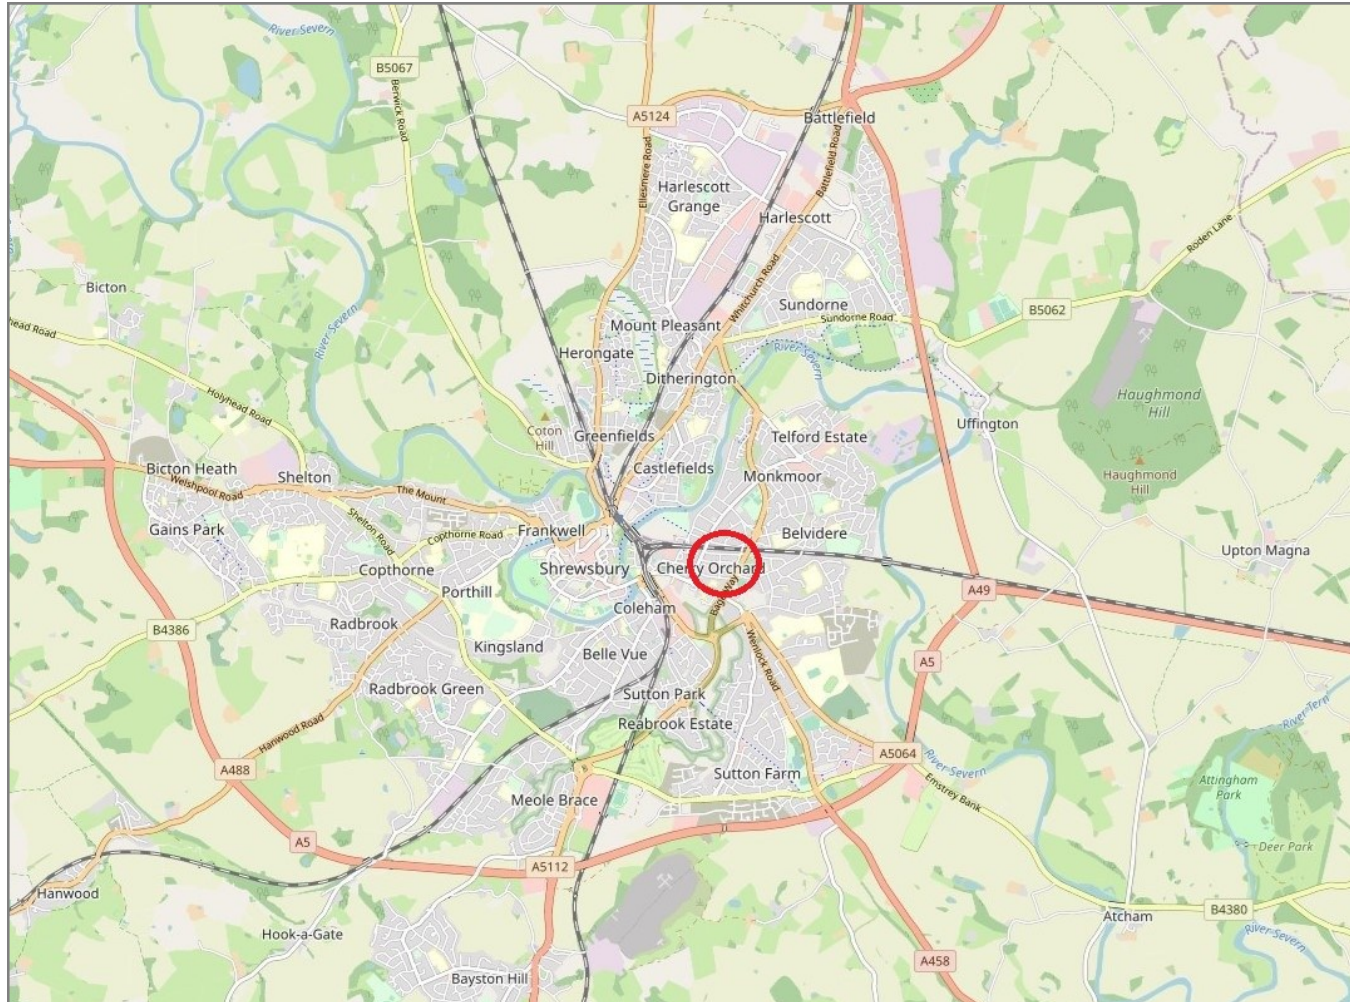 River Severn
B5067
Berwick Road
A5124
Battlefield
Ellesmere Road
Battlefield Road
Harlescott
Grange
Harlescott
Roden Lane
Bicton
head Road
River Severn
Whitchurch Road
Sundorne
Sundorne Road
B5062
Mount Pleasant
Herongate
River Severn
Ditherington
Holyhead Road
Haughmond
Hill
Coton
Hill
Greenfields
Telford Estate
Uffington
Bicton Heath
Shelton
Castlefields
Monkmoor
Haughmond
Hill
Welshpool Road
The Mount
Gains Park
Shelton Road
Copthorne Road
Frankwell
Belvidere
Upton Magna
Copthorne
Shrewsbury
Cherry Orchard
Porthill
A49
Bage Way
Coleham
B4386
Radbrook
Kingsland
Belle Vue
Wenlock Road
A5
Radbrook Green
Sutton Park
Reabrook Estate
River Tern
Hanwood Road
A488
A5064
River Severn
Sutton Farm
Emstrey Bank
Attingham
Park
Meole Brace
A5
Deer Park
A5112
Hanwood
Atcham
B4380
Hook-a-Gate
River Severn
A458
Bayston Hill